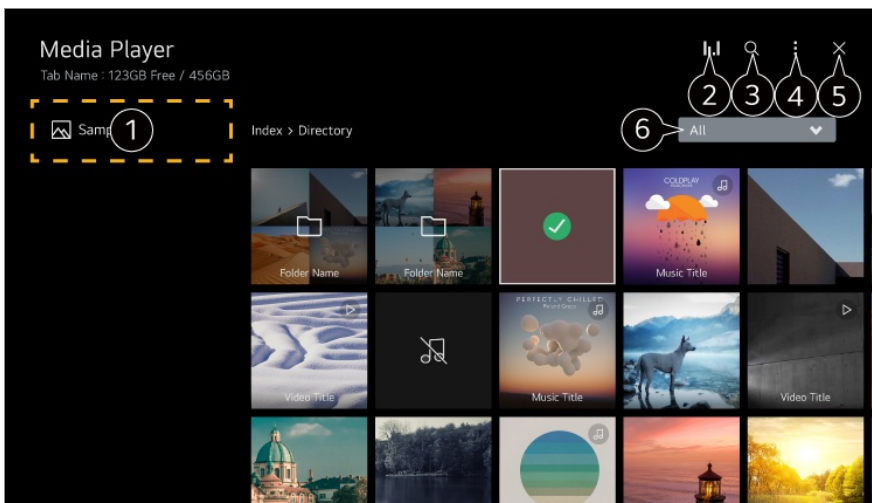 Media Player
Tab Name : 123GB Free / 456GB
2
3
4
5
1
Index > Directory
6
All
COLDPLAY
Folder Name
Folder Name
Music Title
PERFECTLY CHILLED
Video Title
Music Title
Video Title